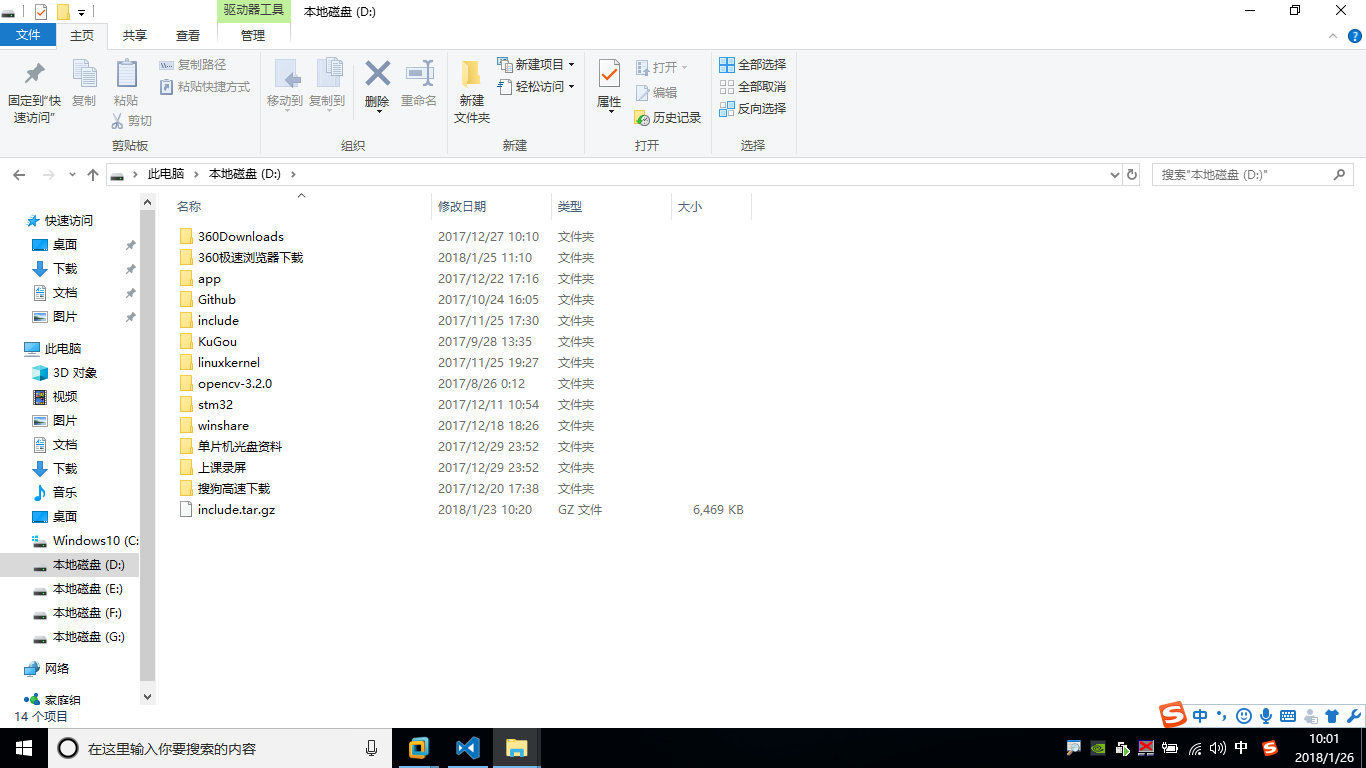 驱动器工具 本地磁盘 (D:)
文件 主页 共享 查看 管理
固定到"快速访问"
复制
粘贴
复制路径
粘贴快捷方式
剪切
剪贴板
移动到 复制到 删除 重命名
组织
新建文件夹
新建项目
轻松访问
新建
属性
打开
编辑
历史记录
打开
全部选择
全部取消
反向选择
选择
此电脑 本地磁盘 (D:)
搜索"本地磁盘 (D:)"
快速访问
桌面
下载
文档
图片
此电脑
3D 对象
视频
图片
文档
下载
音乐
桌面
Windows10 (C:
本地磁盘 (D:)
本地磁盘 (E:)
本地磁盘 (F:)
本地磁盘 (G:)
网络
家庭组
名称 修改日期 类型 大小
360Downloads 2017/12/27 10:10 文件夹
360极速浏览器下载 2018/1/25 11:10 文件夹
app 2017/12/22 17:16 文件夹
Github 2017/10/24 16:05 文件夹
include 2017/11/25 17:30 文件夹
KuGou 2017/9/28 13:35 文件夹
linuxkernel 2017/11/25 19:27 文件夹
opencv-3.2.0 2017/8/26 0:12 文件夹
stm32 2017/12/11 10:54 文件夹
winshare 2017/12/18 18:26 文件夹
单片机光盘资料 2017/12/29 23:52 文件夹
上课录屏 2017/12/29 23:52 文件夹
搜狗高速下载 2017/12/20 17:38 文件夹
include.tar.gz 2018/1/23 10:20 GZ 文件 6,469 KB
14 个项目
中
在这里输入你要搜索的内容
中
10:01
2018/1/26